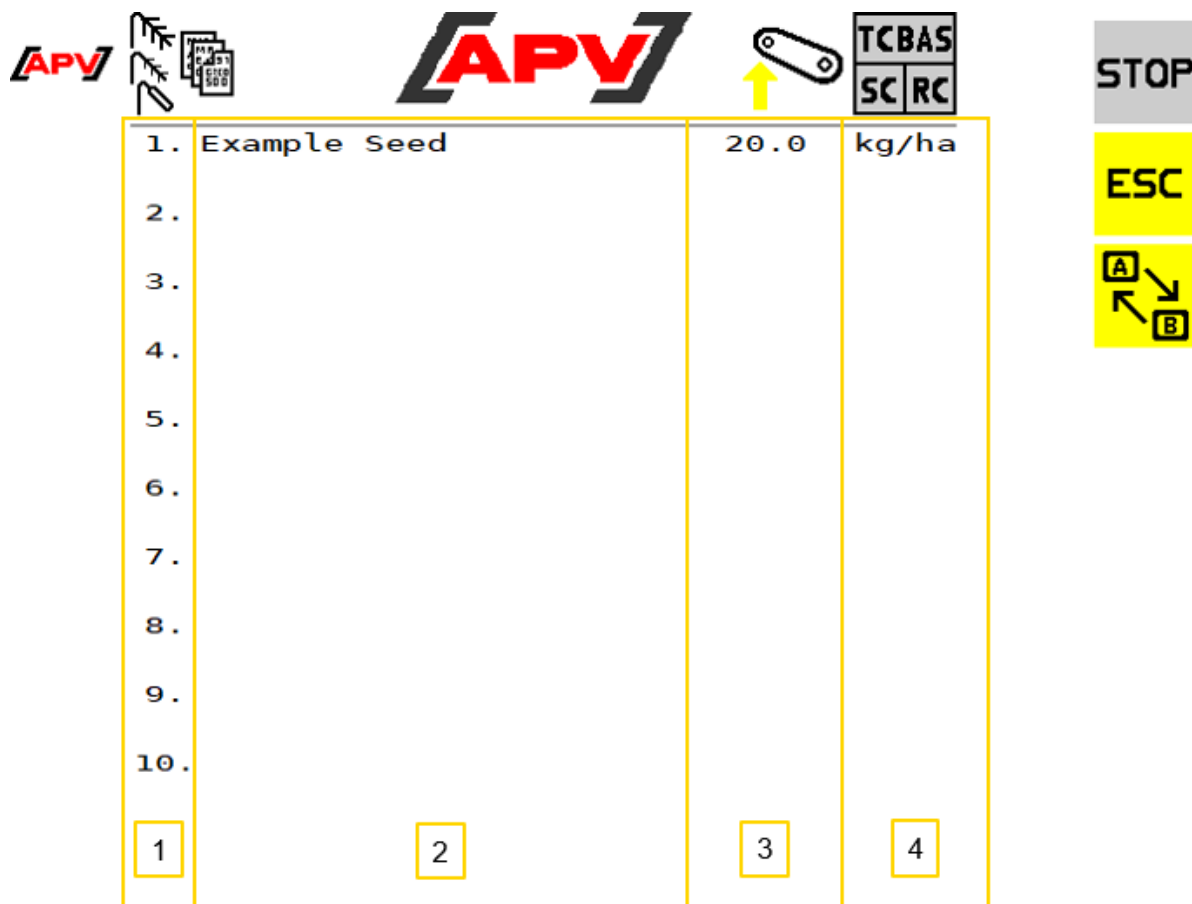 APV
APV
TCBAS
SC RC
STOP
1. Example Seed 20.0 kg/ha
ESC
2.
A
3.
B
4.
5.
6.
7.
8.
9.
10.
1 2 3 4